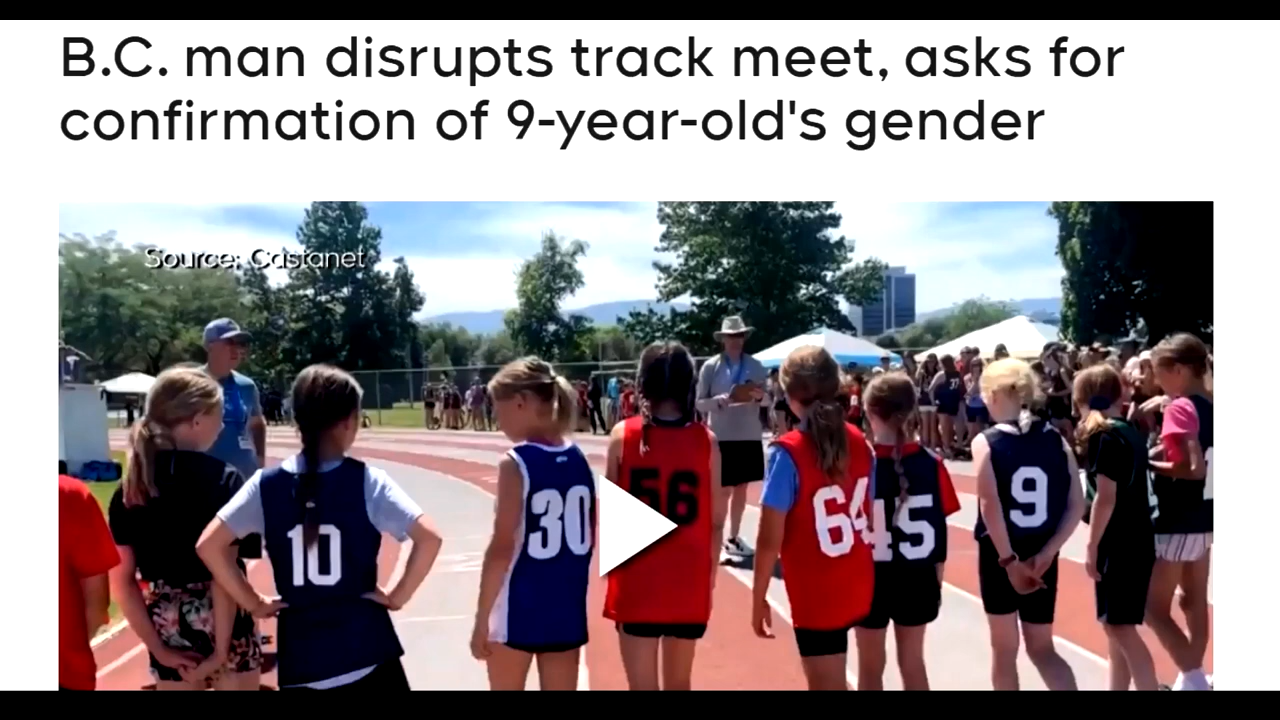 B.C. man disrupts track meet, asks for
confirmation of 9-year-old's gender
Source: Castanet
10
30
56
64
45
9